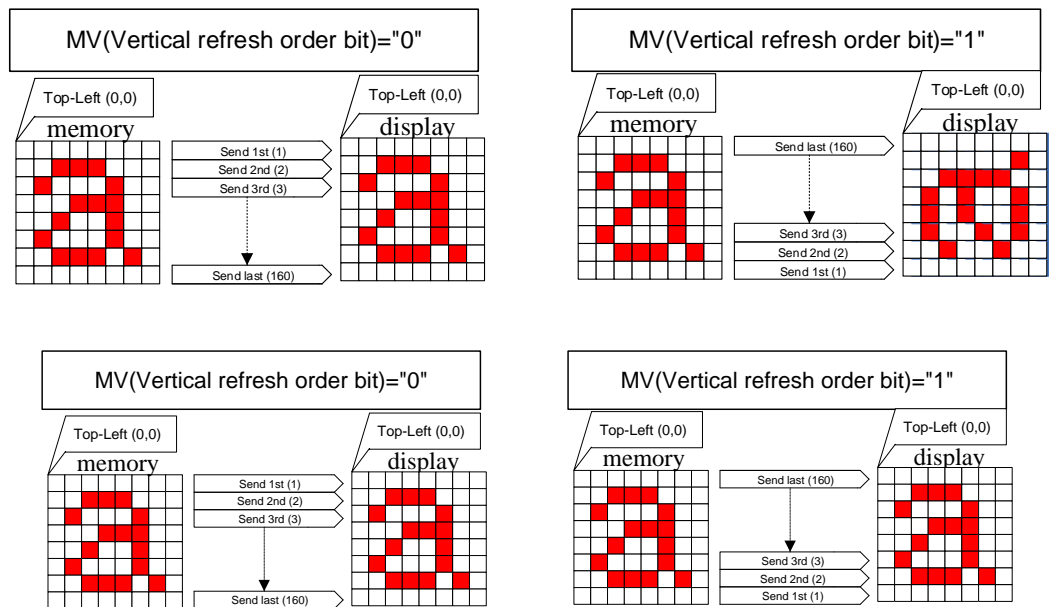 MV(Vertical refresh order bit)="0"
Top-Left (0,0)
memory
Send 1st (1)
Send 2nd (2)
Send 3rd (3)
Send last (160)
Top-Left (0,0)
display
MV(Vertical refresh order bit)="1"
Top-Left (0,0)
memory
Send last (160)
Send 3rd (3)
Send 2nd (2)
Send 1st (1)
Top-Left (0,0)
display
MV(Vertical refresh order bit)="0"
Top-Left (0,0)
memory
Send 1st (1)
Send 2nd (2)
Send 3rd (3)
Send last (160)
Top-Left (0,0)
display
MV(Vertical refresh order bit)="1"
Top-Left (0,0)
memory
Send last (160)
Send 3rd (3)
Send 2nd (2)
Send 1st (1)
Top-Left (0,0)
display